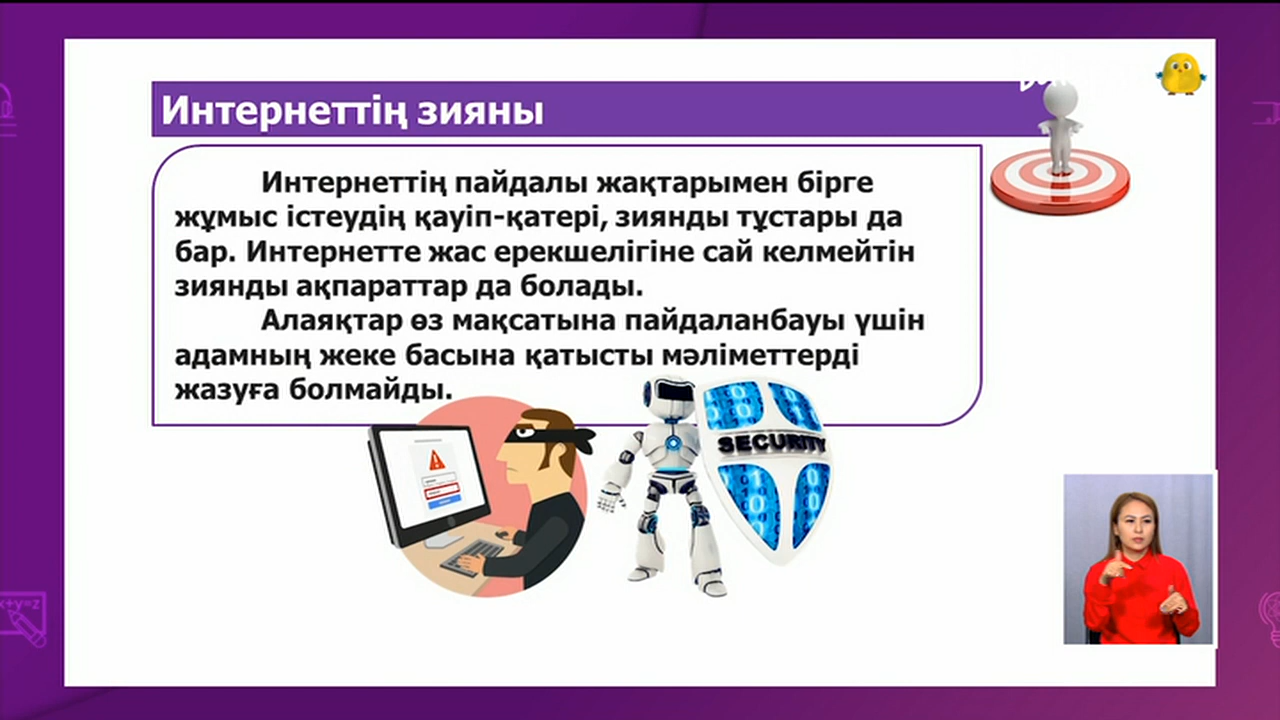 Интернеттің зияны
Интернеттің пайдалы жақтарымен бірге
жұмыс істеудің қауіп-қатері, зиянды тұстары да
бар. Интернетте жас ерекшелігіне сай келмейтін
зиянды ақпараттар да болады.
Алаяқтар өз мақсатына пайдаланбауы үшін
адамның жеке басына қатысты мәліметтерді
жазуға болмайды.
SECURITY
x+y=z